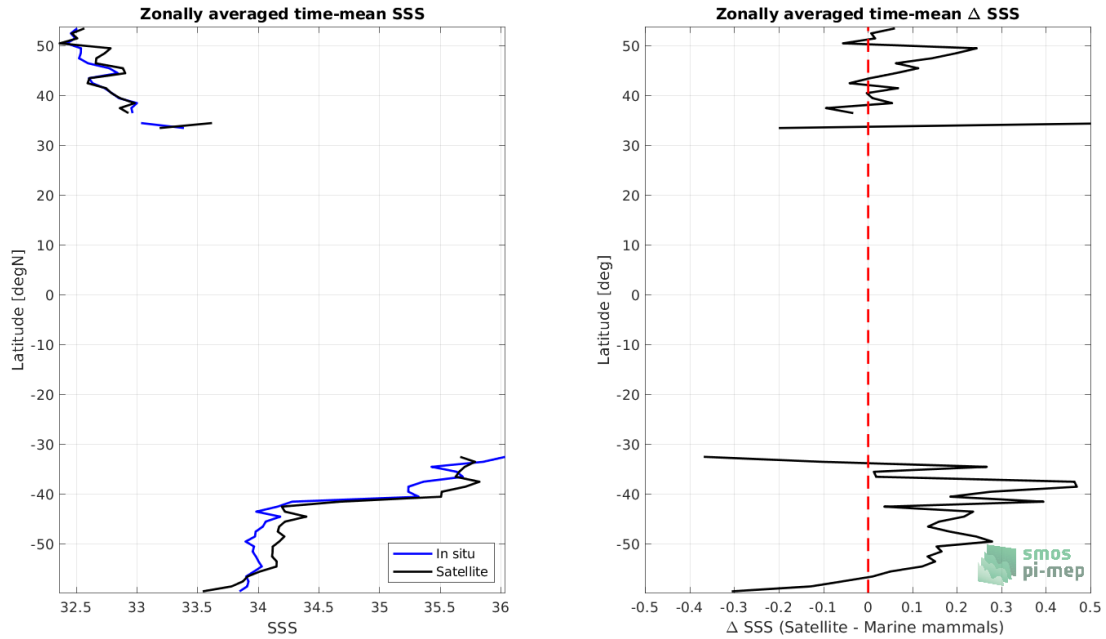 Zonally averaged time-mean SSS
50
40
30
20
10
0
-10
-20
-30
-40
-50
Latitude [degN]
32.5 33 33.5 34 34.5 35 35.5 36
SSS
In situ
Satellite
Zonally averaged time-mean Δ SSS
50
40
30
20
10
0
-10
-20
-30
-40
-50
Latitude [deg]
-0.5 -0.4 -0.3 -0.2 -0.1 0 0.1 0.2 0.3 0.4 0.5
Δ SSS (Satellite - Marine mammals)
smos
pi-mep